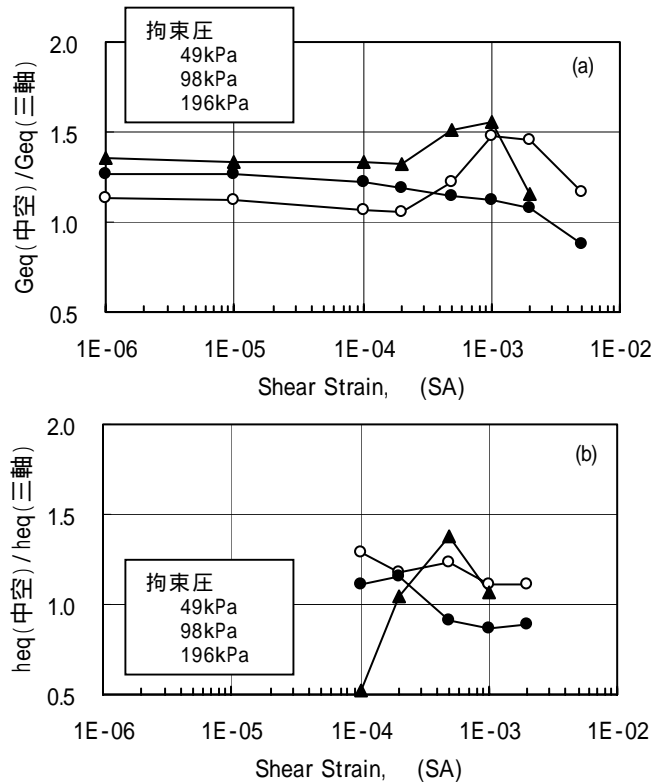 2.0
1.5
1.0
0.5
Geq(中空)/Geq(三軸)
拘束圧
49kPa
98kPa
196kPa
(a)
1E-06 1E-05 1E-04 1E-03 1E-02
Shear Strain, (SA)
2.0
1.5
1.0
0.5
heq(中空)/heq(三軸)
(b)
拘束圧
49kPa
98kPa
196kPa
1E-06 1E-05 1E-04 1E-03 1E-02
Shear Strain, (SA)